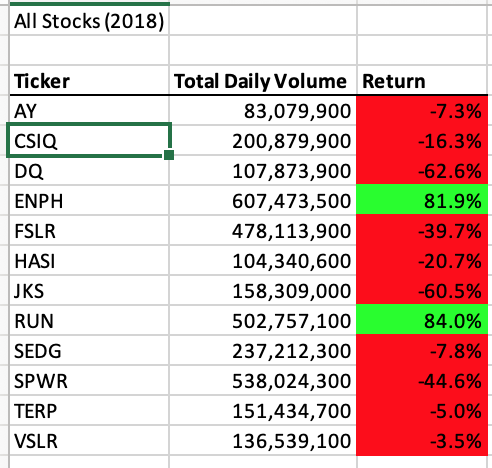 All Stocks (2018)
Ticker Total Daily Volume Return
AY 83,079,900 -7.3%
CSIQ 200,879,900 -16.3%
DQ 107,873,900 -62.6%
ENPH 607,473,500 81.9%
FSLR 478,113,900 -39.7%
HASI 104,340,600 -20.7%
JKS 158,309,000 -60.5%
RUN 502,757,100 84.0%
SEDG 237,212,300 -7.8%
SPWR 538,024,300 -44.6%
TERP 151,434,700 -5.0%
VSLR 136,539,100 -3.5%